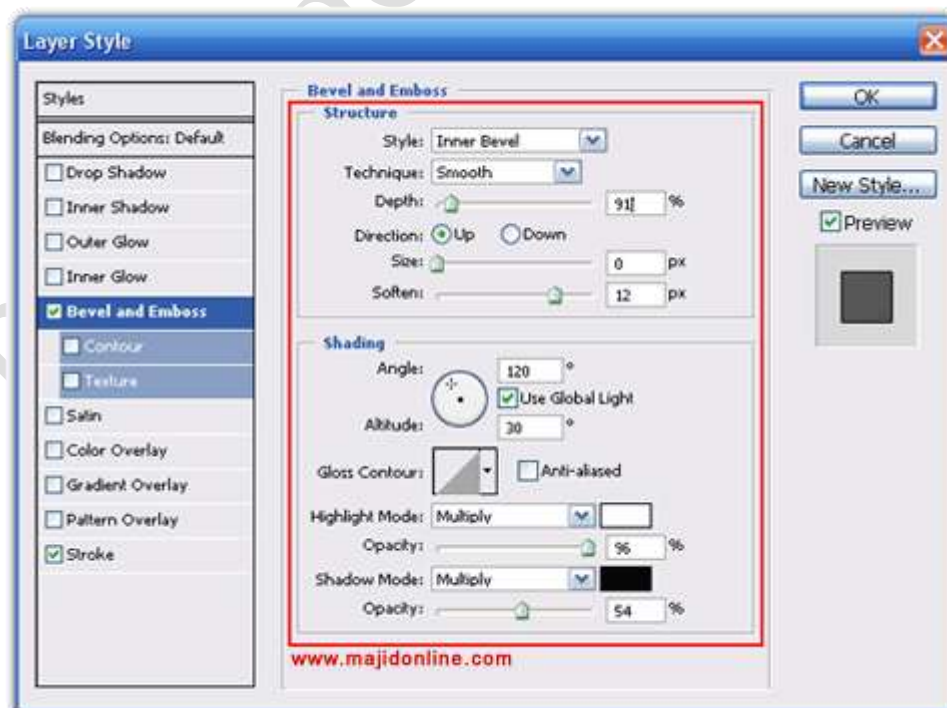 Layer Style
Styles
Blending Options: Default
Drop Shadow
Inner Shadow
Outer Glow
Inner Glow
Bevel and Emboss
Contour
Texture
Satin
Color Overlay
Gradient Overlay
Pattern Overlay
Stroke
Bevel and Emboss
Structure
Style: Inner Bevel
Technique: Smooth
Depth: 91 %
Direction: Up Down
Size: 0 px
Soften: 12 px
Shading
Angle: 120 °
Use Global Light
Altitude: 30 °
Gloss Contour: Anti-aliased
Highlight Mode: Multiply
Opacity: 96 %
Shadow Mode: Multiply
Opacity: 54 %
www.majidonline.com
OK
Cancel
New Style...
Preview